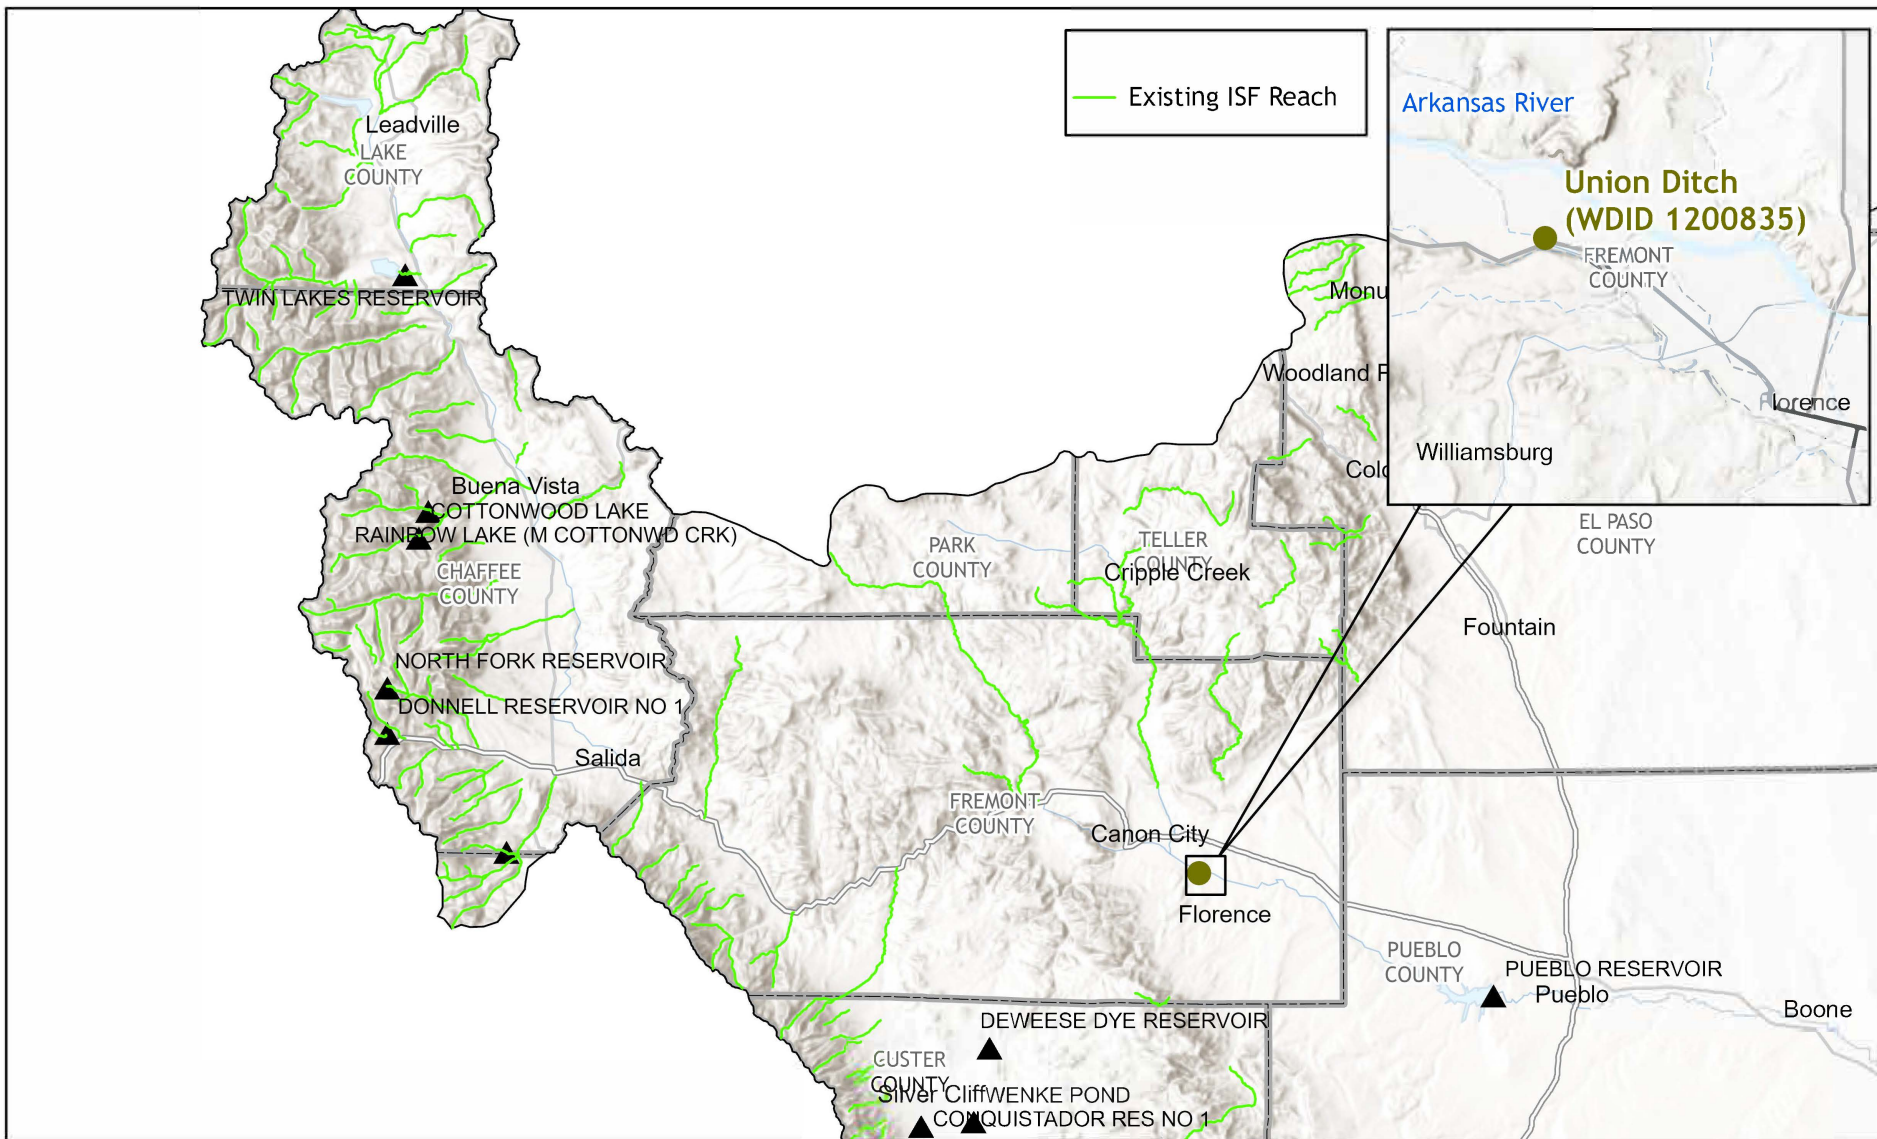 Existing ISF Reach
Arkansas River
Union Ditch
(WDID 1200835)
FREMONT
COUNTY
Florence
Williamsburg
Leadville
LAKE
COUNTY
TWIN LAKES RESERVOIR
Monu
Woodland
Colo
Buena Vista
COTTONWOOD LAKE
RAINBOW LAKE (M COTTONWD CRK)
CHAFFEE
COUNTY
PARK
COUNTY
TELLER
COUNTY
Cripple Creek
EL PASO
COUNTY
Fountain
NORTH FORK RESERVOIR
DONNELL RESERVOIR NO 1
Salida
FREMONT
COUNTY
Canon City
Florence
PUEBLO
COUNTY
PUEBLO RESERVOIR
Pueblo
Boone
DEWEESE DYE RESERVOIR
CUSTER
COUNTY
Silver Cliff
WENKE POND
CONQUISTADOR RES NO 1